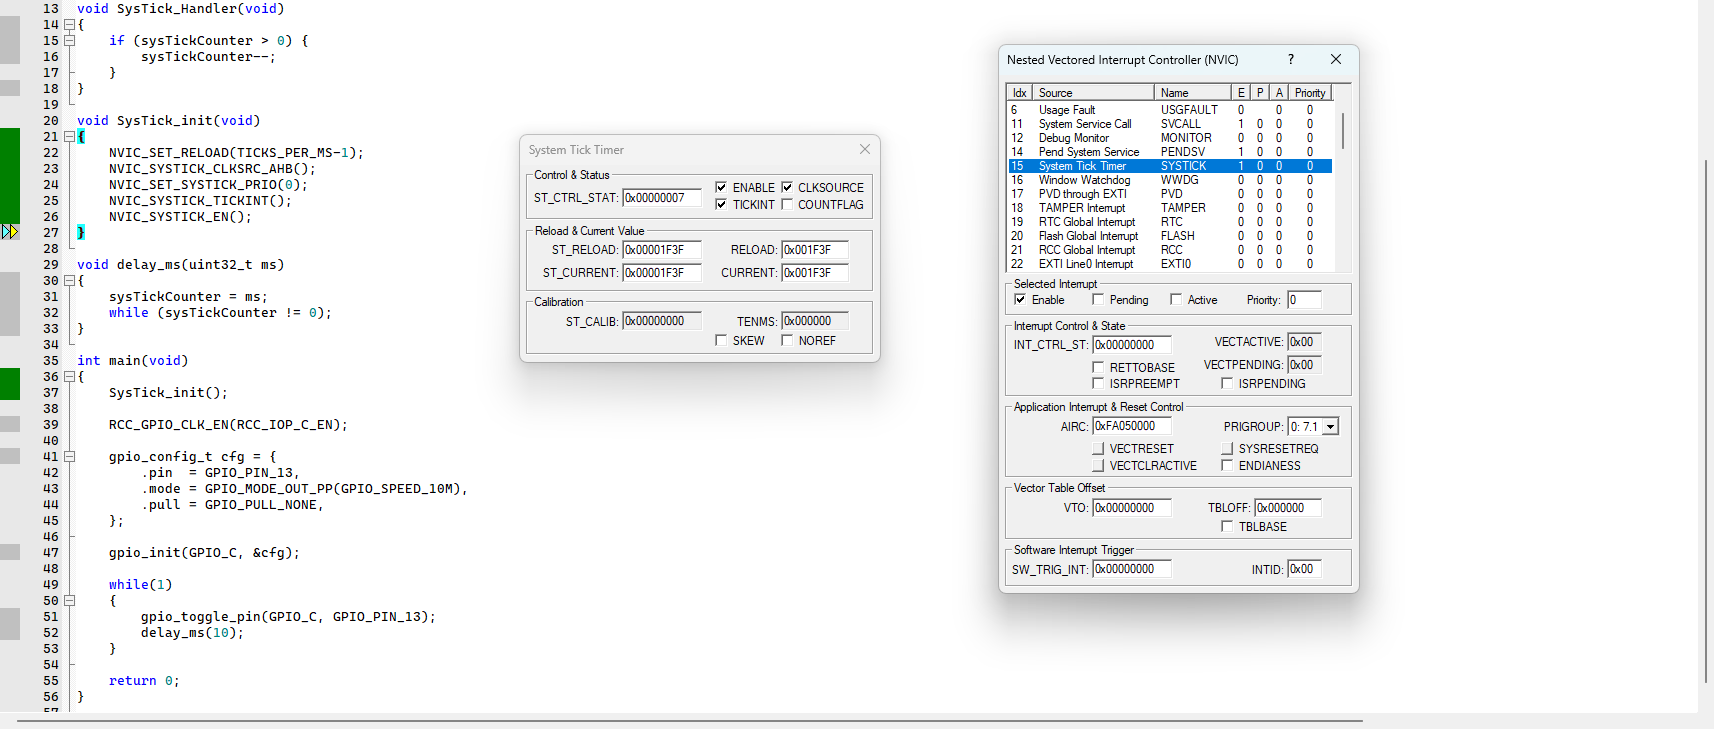 13 void SysTick_Handler(void)
14 {
15     if (sysTickCounter > 0) {
16         sysTickCounter--;
17     }
18 }
19
20 void SysTick_init(void)
21 {
22     NVIC_SET_RELOAD(TICKS_PER_MS-1);
23     NVIC_SYSTICK_CLKSRC_AHB();
24     NVIC_SET_SYSTICK_PRIO(0);
25     NVIC_SYSTICK_TICKINT();
26     NVIC_SYSTICK_EN();
27 }
28
29 void delay_ms(uint32_t ms)
30 {
31     sysTickCounter = ms;
32     while (sysTickCounter != 0);
33 }
34
35 int main(void)
36 {
37     SysTick_init();
38
39     RCC_GPIO_CLK_EN(RCC_IOP_C_EN);
40
41     gpio_config_t cfg = {
42         .pin  = GPIO_PIN_13,
43         .mode = GPIO_MODE_OUT_PP(GPIO_SPEED_10M),
44         .pull = GPIO_PULL_NONE,
45     };
46
47     gpio_init(GPIO_C, &cfg);
48
49     while(1)
50     {
51         gpio_toggle_pin(GPIO_C, GPIO_PIN_13);
52         delay_ms(10);
53     }
54
55     return 0;
56 }
57
System Tick Timer
Control & Status
ST_CTRL_STAT: 0x00000007 ENABLE CLKSOURCE
TICKINT COUNTFLAG
Reload & Current Value
ST_RELOAD: 0x00001F3F RELOAD: 0x001F3F
ST_CURRENT: 0x00001F3F CURRENT: 0x001F3F
Calibration
ST_CALIB: 0x00000000 TENMS: 0x000000
SKEW NOREF
Nested Vectored Interrupt Controller (NVIC) ?
Idx Source Name E P A Priority
6 Usage Fault USGFAULT 0 0 0
11 System Service Call SVCALL 1 0 0 0
12 Debug Monitor MONITOR 0 0 0 0
14 Pend System Service PENDSV 1 0 0 0
15 System Tick Timer SYSTICK 1 0 0 0
16 Window Watchdog WWDG 0 0 0 0
17 PVD through EXTI PVD 0 0 0 0
18 TAMPER Interrupt TAMPER 0 0 0 0
19 RTC Global Interrupt RTC 0 0 0 0
20 Flash Global Interrupt FLASH 0 0 0 0
21 RCC Global Interrupt RCC 0 0 0 0
22 EXTI Line0 Interrupt EXTI0 0 0 0 0
Selected Interrupt
Enable Pending Active Priority: 0
Interrupt Control & State
INT_CTRL_ST: 0x00000000 VECTACTIVE: 0x00
RETTOBASE VECTPENDING: 0x00
ISRPREEMPT ISRPENDING
Application Interrupt & Reset Control
AIRC: 0xFA050000 PRIGROUP: 0: 7.1
VECTRESET SYSRESETREQ
VECTCLRACTIVE ENDIANESS
Vector Table Offset
VTO: 0x00000000 TBLOFF: 0x000000
TBLBASE
Software Interrupt Trigger
SW_TRIG_INT: 0x00000000 INTID: 0x00